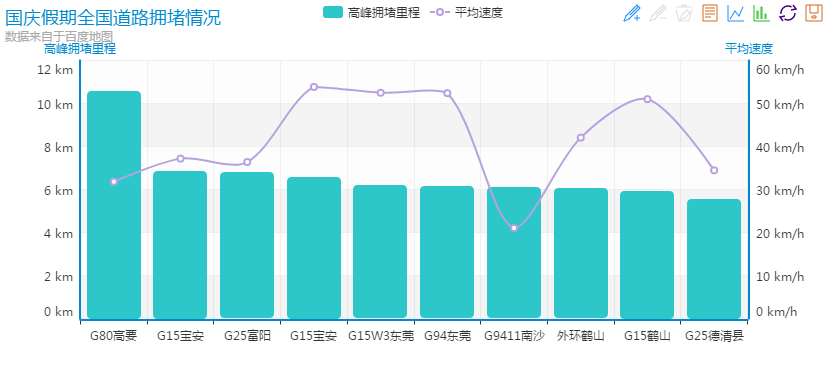 国庆假期全国道路拥堵情况
数据来自于百度地图
高峰拥堵里程 平均速度
高峰拥堵里程 平均速度
12 km 60 km/h
10 km 50 km/h
8 km 40 km/h
6 km 30 km/h
4 km 20 km/h
2 km 10 km/h
0 km 0 km/h
G80高要 G15宝安 G25富阳 G15宝安 G15W3东莞 G94东莞 G9411南沙 外环鹤山 G15鹤山 G25德清县